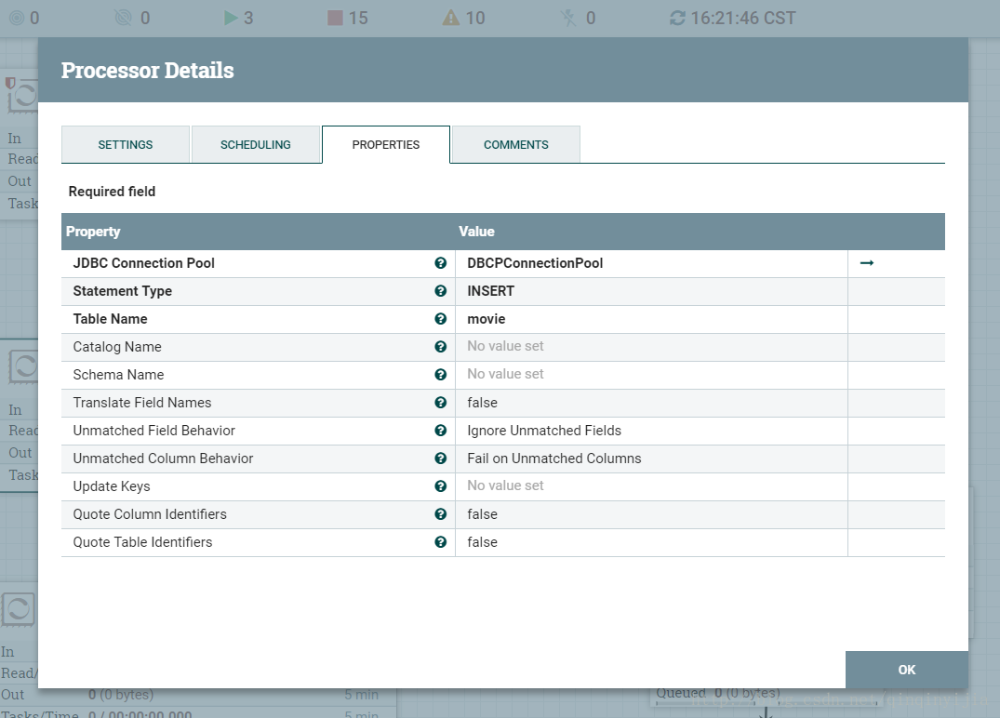 0 0 3 15 10 0 16:21:46 CST
Processor Details
SETTINGS SCHEDULING PROPERTIES COMMENTS
Required field
Property Value
JDBC Connection Pool DBCPConnectionPool
Statement Type INSERT
Table Name movie
Catalog Name No value set
Schema Name No value set
Translate Field Names false
Unmatched Field Behavior Ignore Unmatched Fields
Unmatched Column Behavior Fail on Unmatched Columns
Update Keys No value set
Quote Column Identifiers false
Quote Table Identifiers false
OK
In
Read
Out
Task
In
Read
Out
Task
In
Read/
Out 0 (0 bytes) 5 min
Tasks/Time 0 / 00:00:00.000 5 min
Queued 0 (0 bytes)